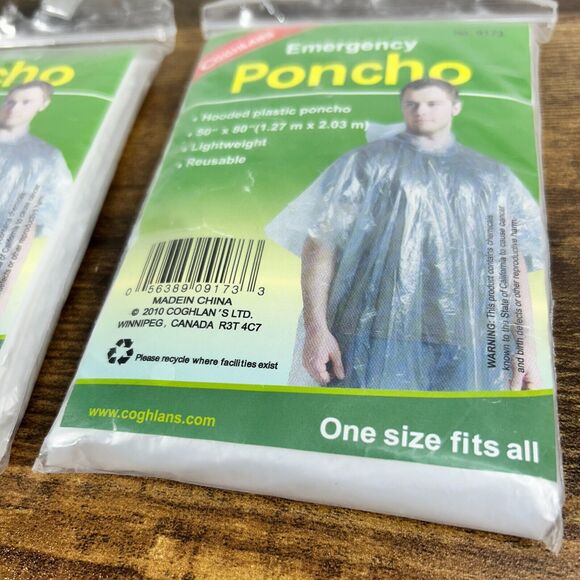 COGHLANS
No. 9173
Emergency
Poncho
Hooded plastic poncho
50" x 80"(1.27 m x 2.03 m)
Lightweight
Reusable
0 56389 09173 3
MADEIN CHINA
© 2010 COGHLAN'S LTD.
WINNIPEG, CANADA R3T 4C7
Please recycle where facilities exist
WARNING: This product contains chemicals
known to the State of California to cause cancer
and birth defects or other reproductive harm.
www.coghlans.com
One size fits all
ncho